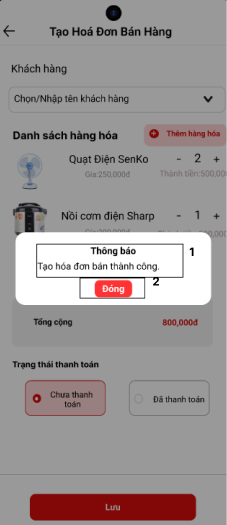 Tạo Hoá Đơn Bán Hàng
Khách hàng
Chọn/Nhập tên khách hàng
Danh sách hàng hóa
Thêm hàng hóa
Quạt Điện SenKo - 2 +
Gia:250,000đ Thành tiền:500,00
Nồi cơm điện Sharp - 1 +
Thông báo 1
Tạo hóa đơn bán thành công.
Đóng 2
Tổng cộng 800,000đ
Trạng thái thanh toán
Chưa thanh
toán
Đã thanh toán
Lưu